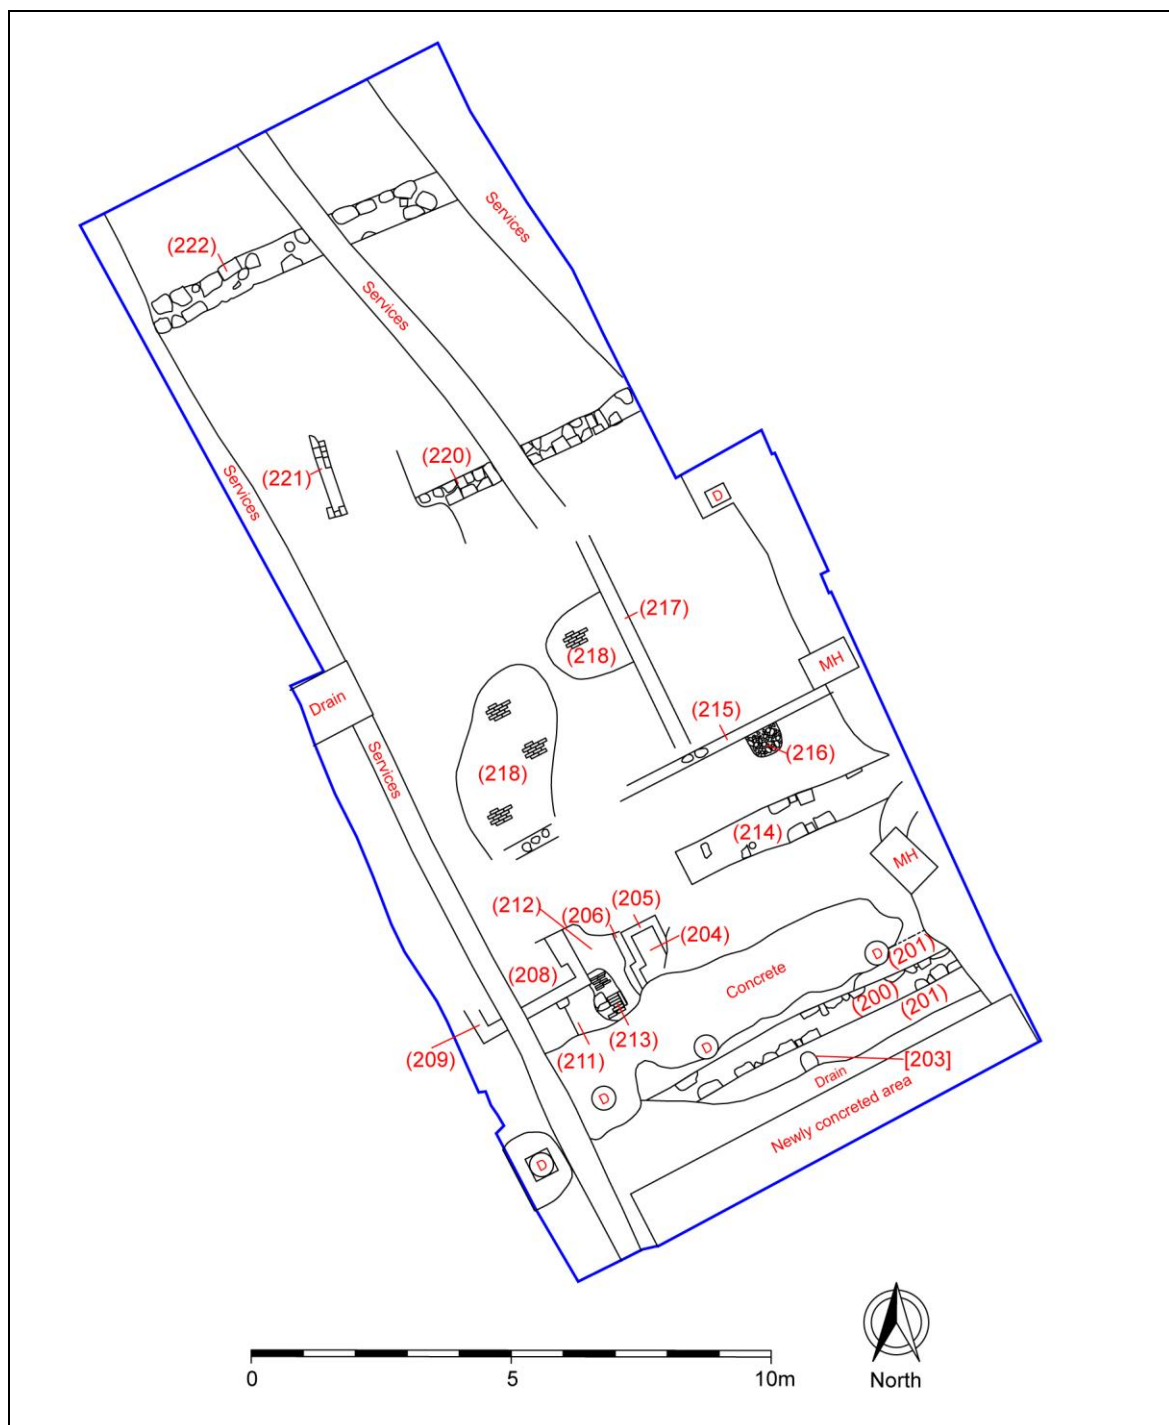 Services
(222)
Services
(220)
(221)
Services
D
(217)
(218)
MH
Drain
(215)
(216)
Services
(218)
(214)
MH
(205)
(212)
(206)
(204)
D
(201)
(208)
Concrete
(200)
(201)
(209)
(211)
(213)
D
[203]
Drain
D
Newly concreted area
D
0
5
10m
North